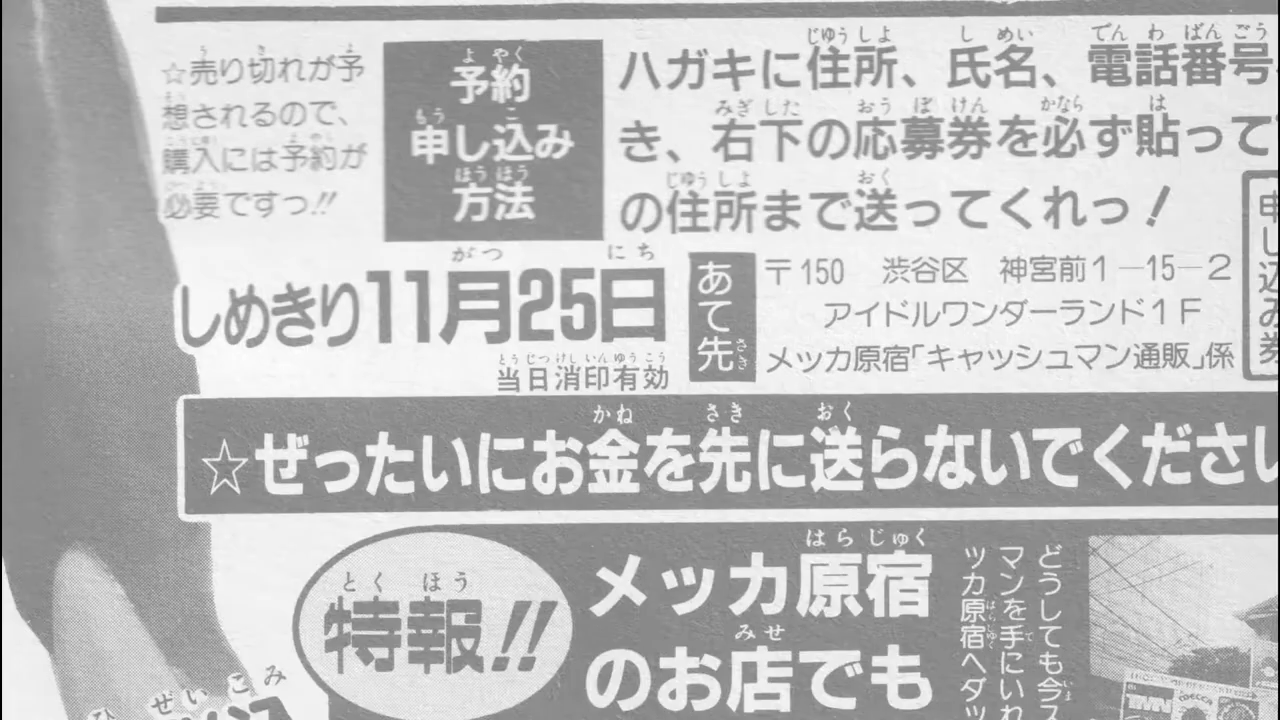 ☆売り切れが予
想されるので、
購入には予約が
必要ですっ!!
予約
申し込み
方法
ハガキに住所、氏名、電話番号
き、右下の応募券を必ず貼って
の住所まで送ってくれっ！
しめきり11月25日
当日消印有効
あて先
〒150 渋谷区 神宮前1−15−2
アイドルワンダーランド1F
メッカ原宿「キャッシュマン通販」係
申し込み券
☆ぜったいにお金を先に送らないでください
特報!!
メッカ原宿
のお店でも
どうしても今ス
マンを手にいれ
ツカ原宿へダッ
ぜいこみ